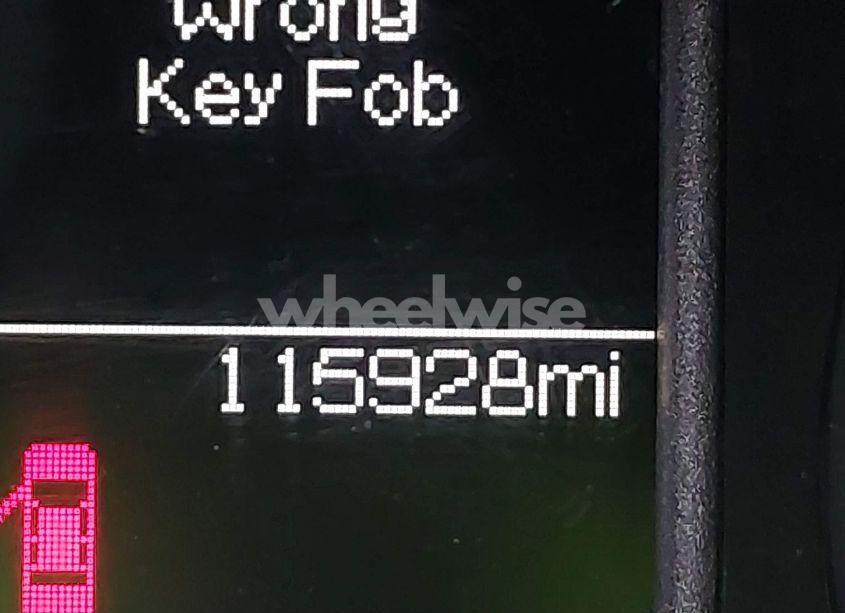 Wrong
Key Fob
wheelwise
115928mi